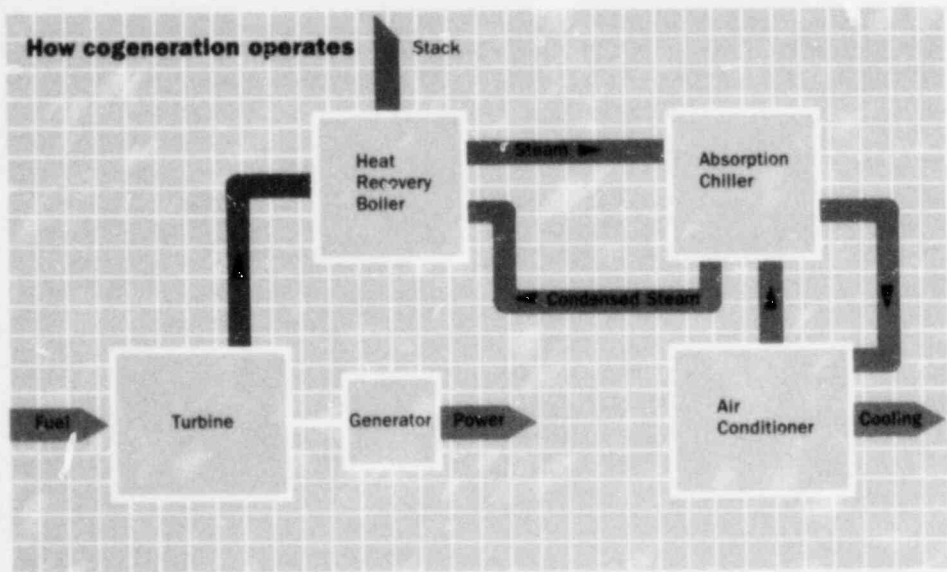 How cogeneration operates
Stack
Heat
Recovery
Boiler
Steam
Absorption
Chiller
Condensed Steam
Fuel
Turbine
Generator
Power
Air
Conditioner
Cooling